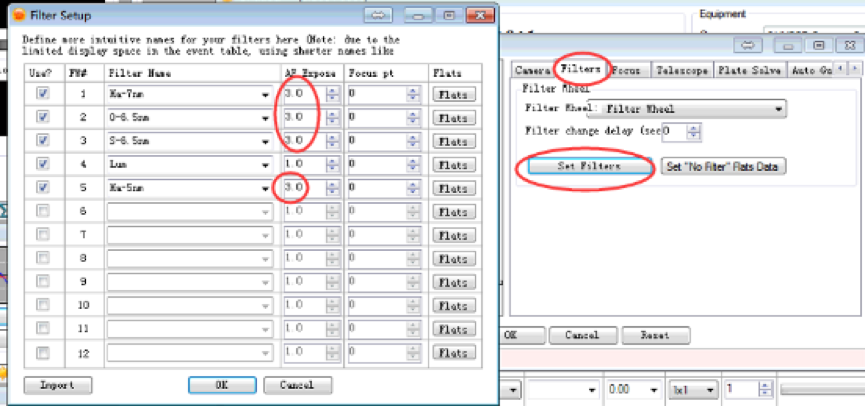 Filter Setup
Define more intuitive names for your filters here (Note: due to the
limited display space in the event table, using shorter names like
Use? FW# Filter Name AF Expose Focus pt Flats
1 Ha-7nm 3.0 0 Flats
2 O-6.5nm 3.0 0 Flats
3 S-6.5nm 3.0 0 Flats
4 Lum 1.0 0 Flats
5 Ha-5nm 3.0 0 Flats
6 1.0 0 Flats
7 1.0 0 Flats
8 1.0 0 Flats
9 1.0 0 Flats
10 1.0 0 Flats
11 1.0 0 Flats
12 1.0 0 Flats
Import OK Cancel
Equipment
Camera Filters Focus Telescope Plate Solve Auto Gu
Filter Wheel
Filter Wheel: Filter Wheel
Filter change delay (sec 0
Set Filters Set "No Filter" Flats Data
OK Cancel Reset
0.00 1x1 1